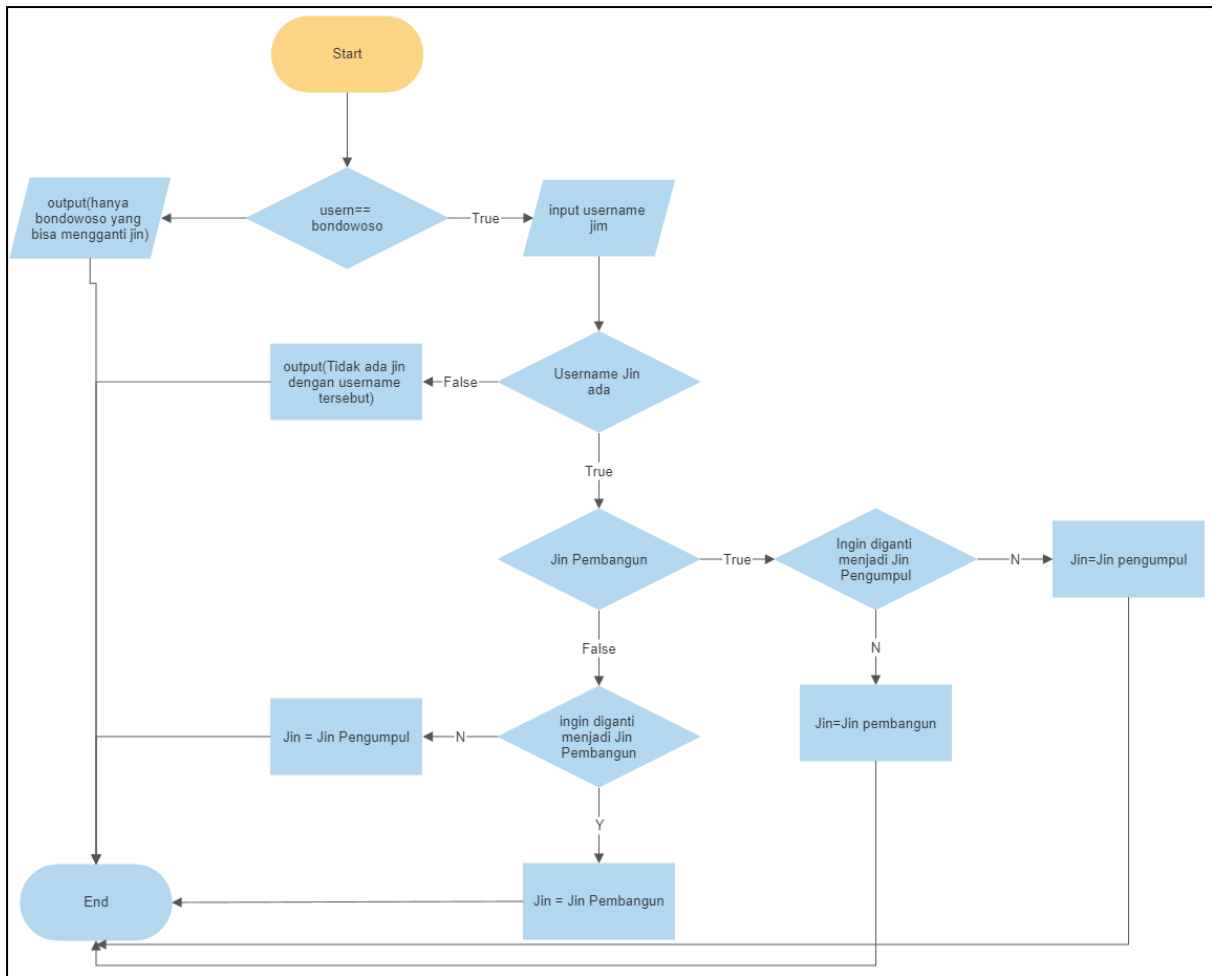 Start
output(hanya
bondowoso yang
bisa mengganti jin)
usern==
bondowoso
True
input username
jim
output(Tidak ada jin
dengan username
tersebut)
False
Username Jin
ada
True
Jin Pembangun
True
Ingin diganti
menjadi Jin
Pengumpul
N
Jin=Jin pengumpul
False
N
Jin = Jin Pengumpul
N
ingin diganti
menjadi Jin
Pembangun
Jin=Jin pembangun
Y
End
Jin = Jin Pembangun